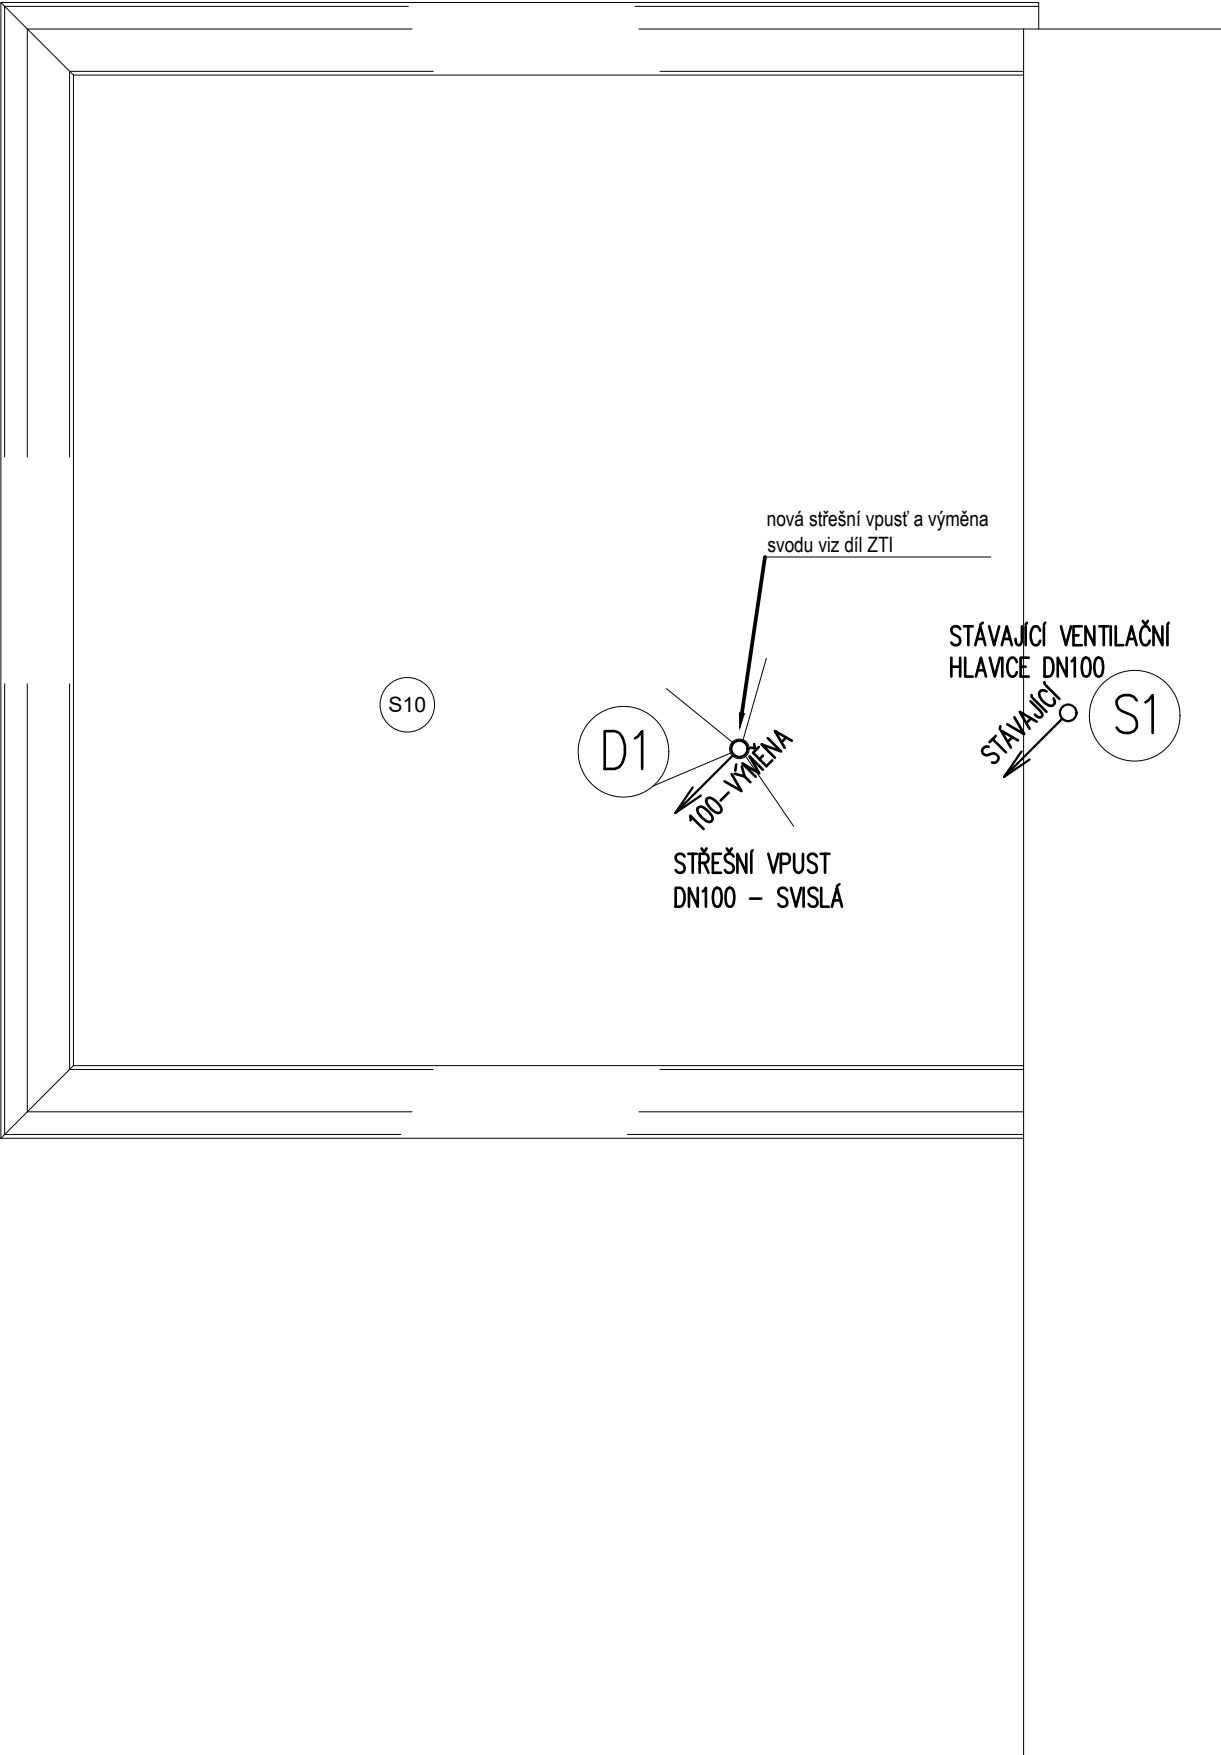 nová střešní vpusť a výměna
svodu viz díl ZTI
STÁVAJÍCÍ VENTILAČNÍ
HLAVICE DN100
STÁVAJÍCÍ
S1
S10
D1
100-VÝMĚNA
STŘEŠNÍ VPUST
DN100 – SVISLÁ